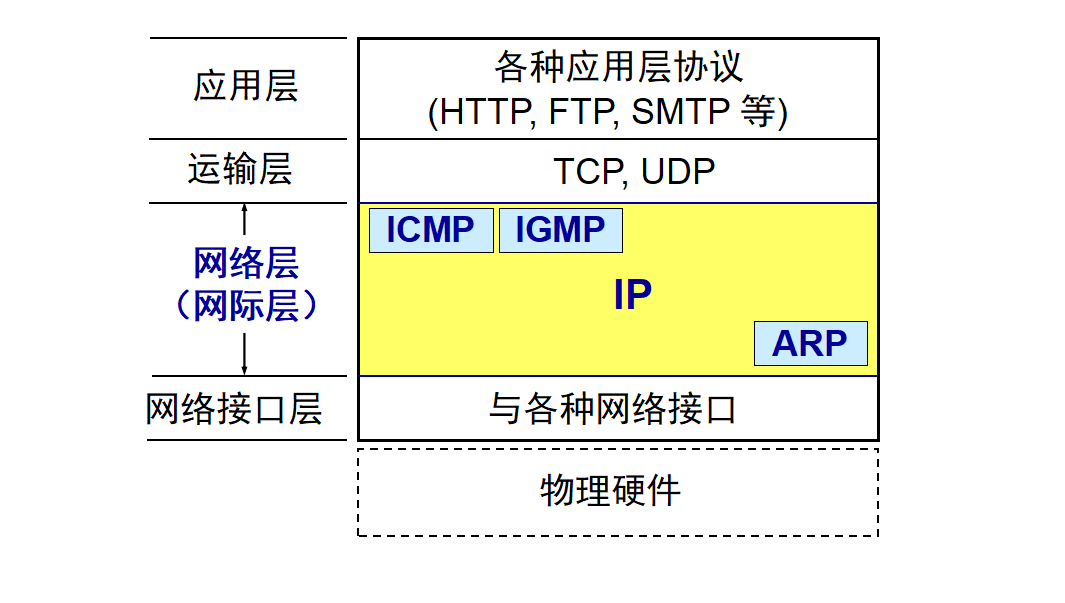 应用层
各种应用层协议
(HTTP, FTP, SMTP 等)
运输层
TCP, UDP
ICMP
IGMP
网络层
（网际层）
IP
ARP
网络接口层
与各种网络接口
物理硬件